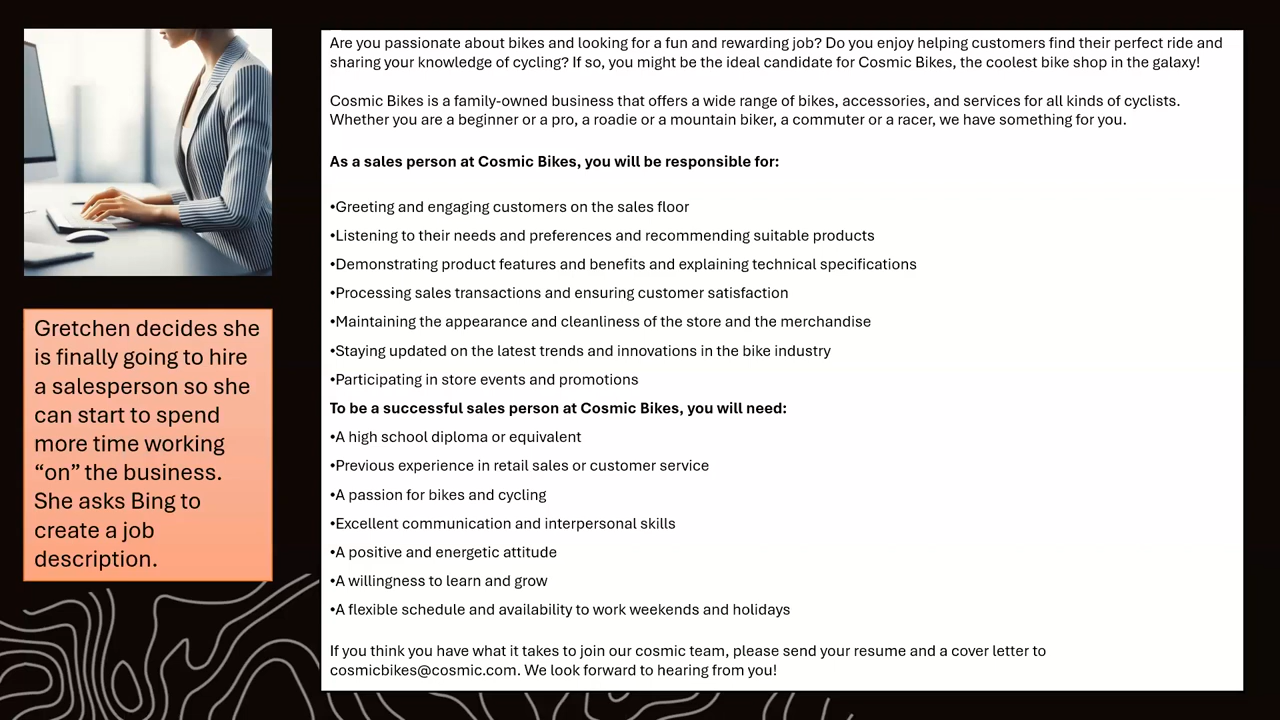 Gretchen decides she
is finally going to hire
a salesperson so she
can start to spend
more time working
“on” the business.
She asks Bing to
create a job
description.
Are you passionate about bikes and looking for a fun and rewarding job? Do you enjoy helping customers find their perfect ride and
sharing your knowledge of cycling? If so, you might be the ideal candidate for Cosmic Bikes, the coolest bike shop in the galaxy!
Cosmic Bikes is a family-owned business that offers a wide range of bikes, accessories, and services for all kinds of cyclists.
Whether you are a beginner or a pro, a roadie or a mountain biker, a commuter or a racer, we have something for you.
As a sales person at Cosmic Bikes, you will be responsible for:
•Greeting and engaging customers on the sales floor
•Listening to their needs and preferences and recommending suitable products
•Demonstrating product features and benefits and explaining technical specifications
•Processing sales transactions and ensuring customer satisfaction
•Maintaining the appearance and cleanliness of the store and the merchandise
•Staying updated on the latest trends and innovations in the bike industry
•Participating in store events and promotions
To be a successful sales person at Cosmic Bikes, you will need:
•A high school diploma or equivalent
•Previous experience in retail sales or customer service
•A passion for bikes and cycling
•Excellent communication and interpersonal skills
•A positive and energetic attitude
•A willingness to learn and grow
•A flexible schedule and availability to work weekends and holidays
If you think you have what it takes to join our cosmic team, please send your resume and a cover letter to
cosmicbikes@cosmic.com. We look forward to hearing from you!